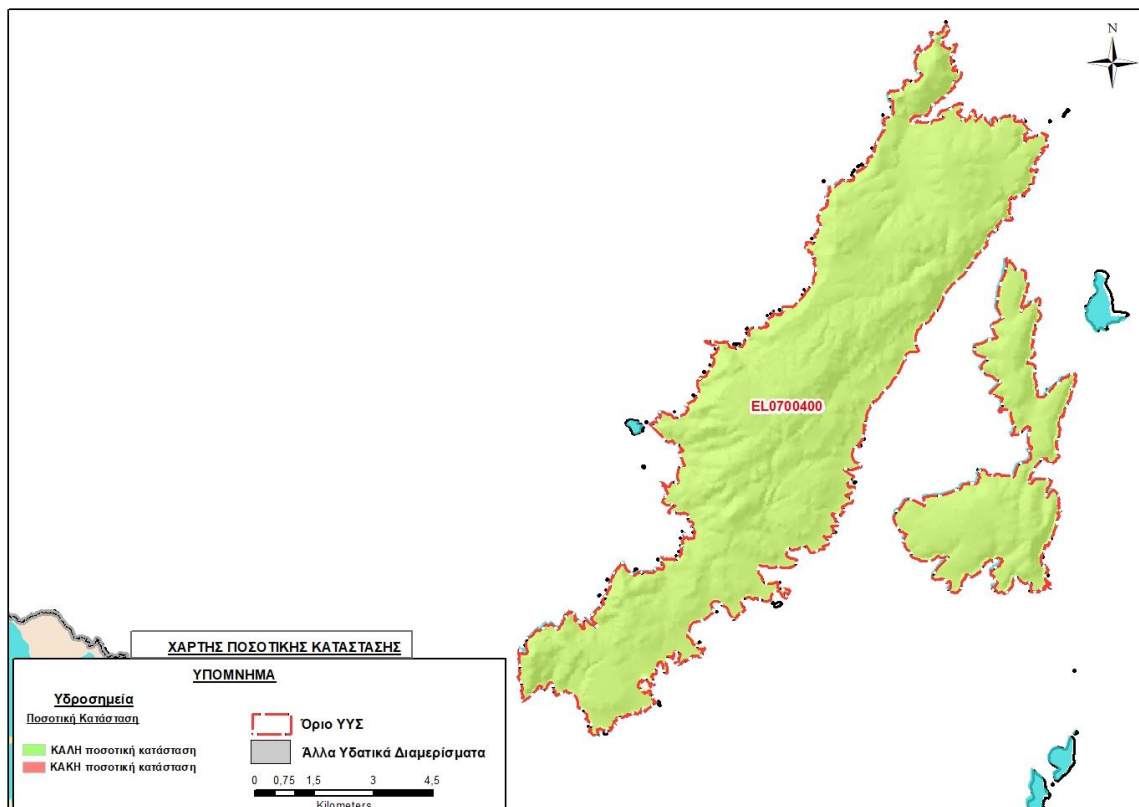 N
EL0700400
ΧΑΡΤΗΣ ΠΟΣΟΤΙΚΗΣ ΚΑΤΑΣΤΑΣΗΣ
ΥΠΟΜΝΗΜΑ
Υδροσημεία
Ποσοτική Κατάσταση
ΚΑΛΗ ποσοτική κατάσταση
ΚΑΚΗ ποσοτική κατάσταση
Όριο ΥΥΣ
Άλλα Υδατικά Διαμερίσματα
0 0,75 1,5 3 4,5
Kilometers